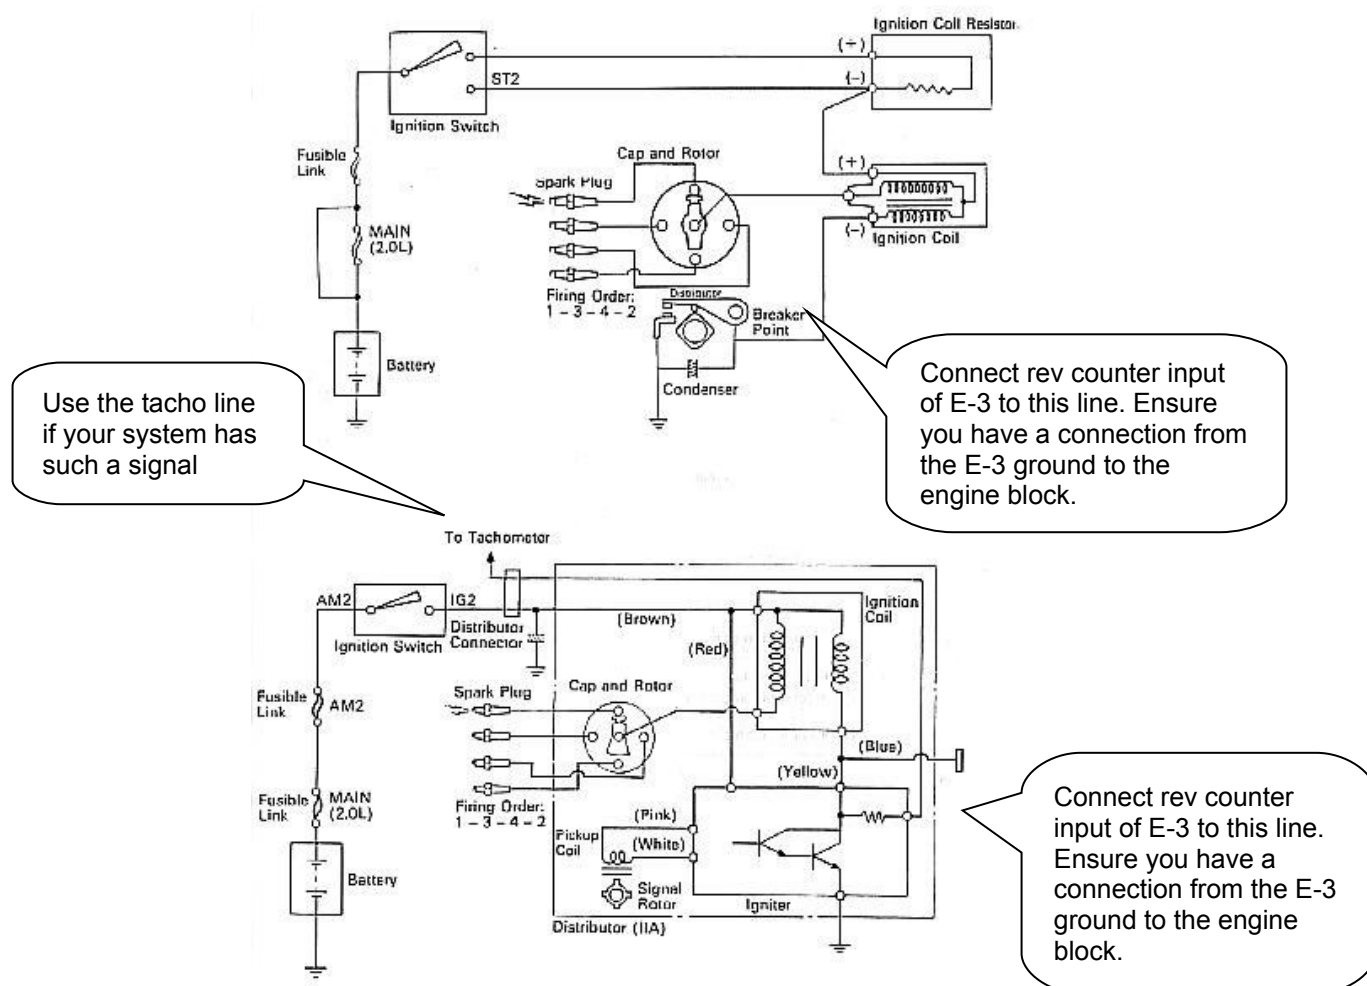 Ignition Coil Resistor
(+)
(-)
ST2
Ignition Switch
Fusible
Link
Cap and Rotor
(+)
Spark Plug
MAIN
(2.0L)
(-)
Ignition Coil
Firing Order:
1 - 3 - 4 - 2
Distributor
Breaker
Point
Battery
Condenser
Connect rev counter input
of E-3 to this line. Ensure
you have a connection from
the E-3 ground to the
engine block.
Use the tacho line
if your system has
such a signal
To Tachometer
AM2
IG2
Ignition Switch
Distributor
Connector
(Brown)
Ignition
Coil
(Red)
Fusible
Link
AM2
Spark Plug
Cap and Rotor
(Blue)
(Yellow)
Fusible
Link
MAIN
(2.0L)
Firing Order:
1 - 3 - 4 - 2
(Pink)
Pickup
Coil
(White)
Battery
Signal
Rotor
Igniter
Distributor (IIA)
Connect rev counter
input of E-3 to this line.
Ensure you have a
connection from the E-3
ground to the engine
block.